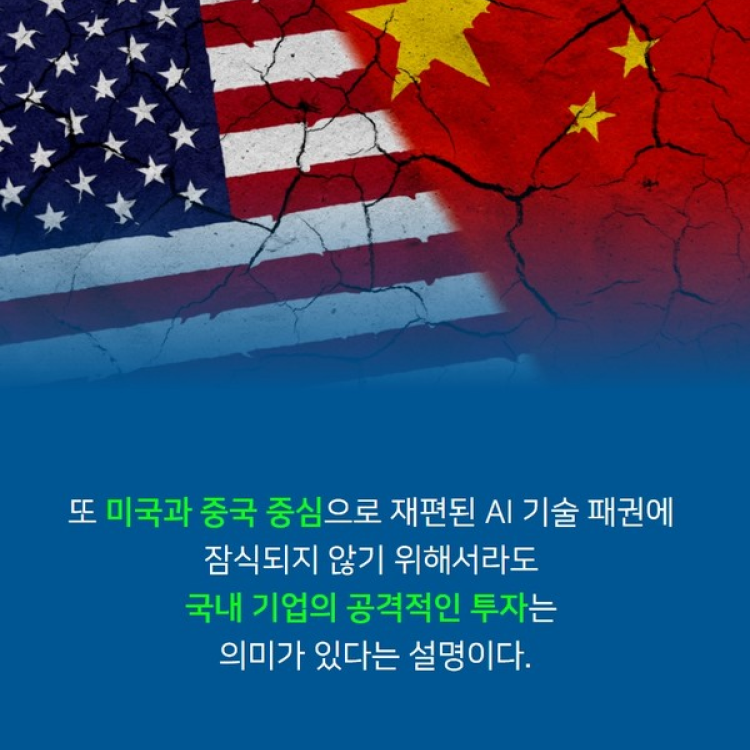 또 미국과 중국 중심으로 재편된 AI 기술 패권에
잠식되지 않기 위해서라도
국내 기업의 공격적인 투자는
의미가 있다는 설명이다.